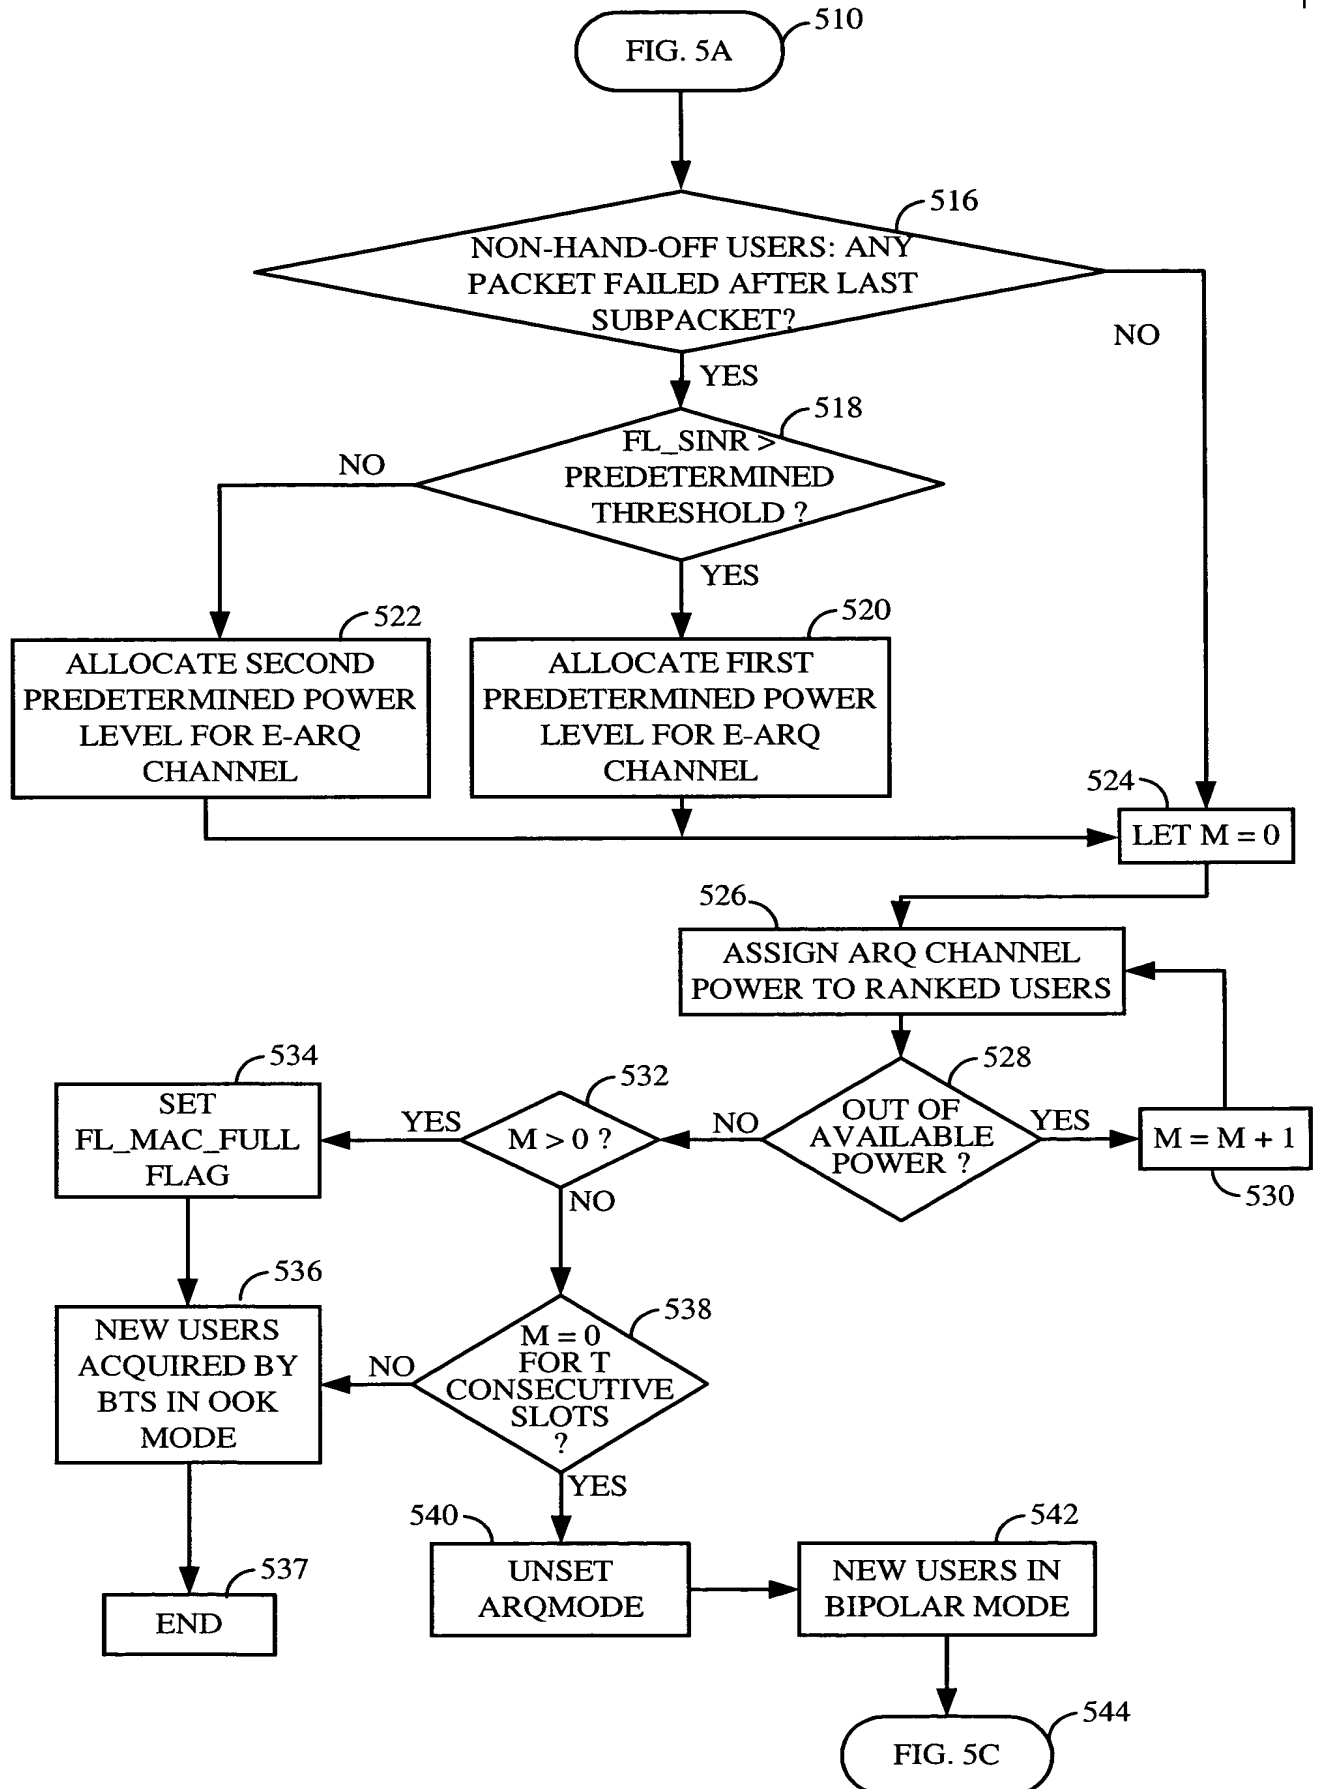 510
FIG. 5A
516
NON-HAND-OFF USERS: ANY
PACKET FAILED AFTER LAST
SUBPACKET?
NO
YES
518
FL_SINR >
PREDETERMINED
THRESHOLD ?
NO
YES
522
ALLOCATE SECOND
PREDETERMINED POWER
LEVEL FOR E-ARQ
CHANNEL
520
ALLOCATE FIRST
PREDETERMINED POWER
LEVEL FOR E-ARQ
CHANNEL
524
LET M = 0
526
ASSIGN ARQ CHANNEL
POWER TO RANKED USERS
528
OUT OF
AVAILABLE
POWER ?
YES
M = M + 1
530
NO
532
M > 0 ?
YES
534
SET
FL_MAC_FULL
FLAG
NO
536
NEW USERS
ACQUIRED BY
BTS IN OOK
MODE
538
M = 0
FOR T
CONSECUTIVE
SLOTS
?
NO
YES
537
END
540
UNSET
ARQMODE
542
NEW USERS IN
BIPOLAR MODE
544
FIG. 5C